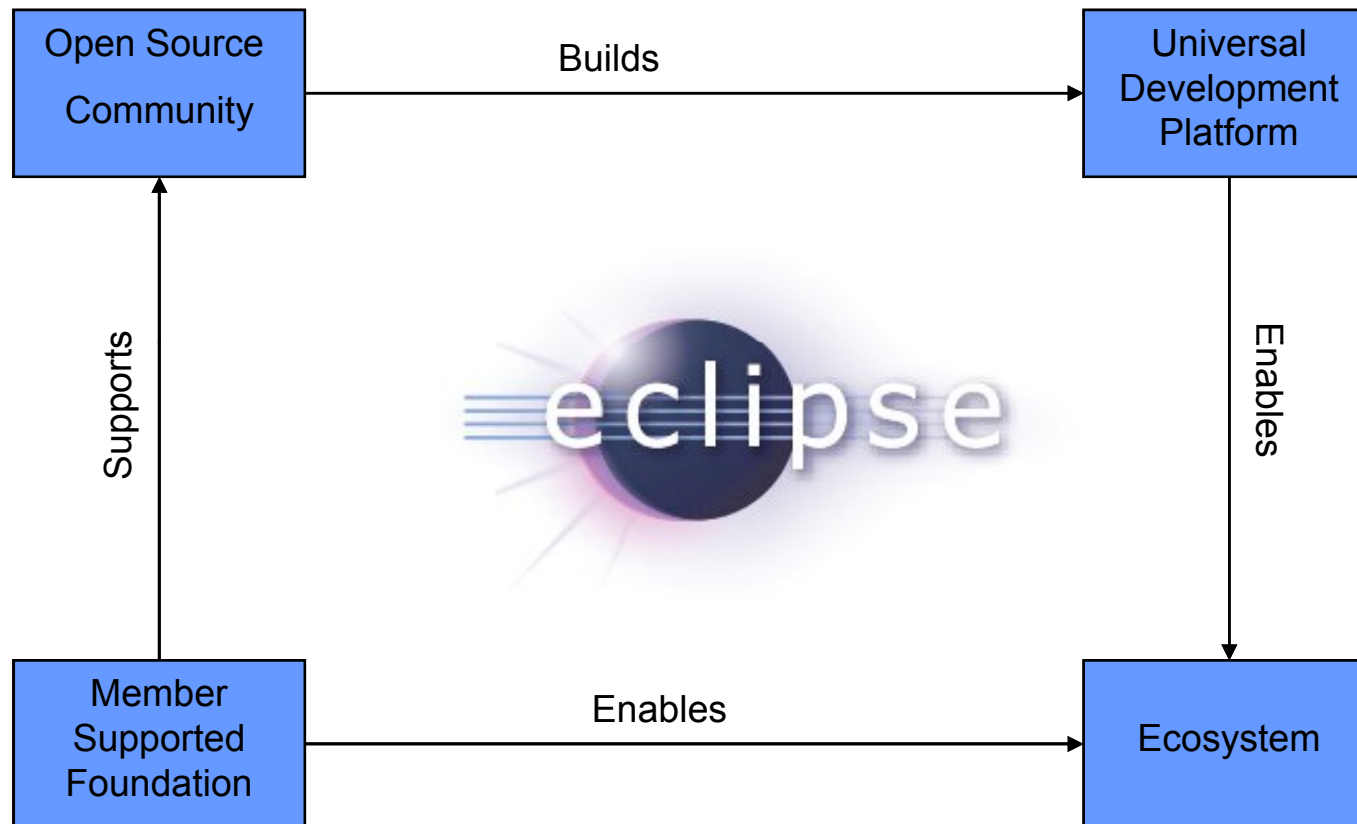 Open Source
Community
Builds
Universal
Development
Platform
Supports
eclipse
Enables
Member
Supported
Foundation
Enables
Ecosystem